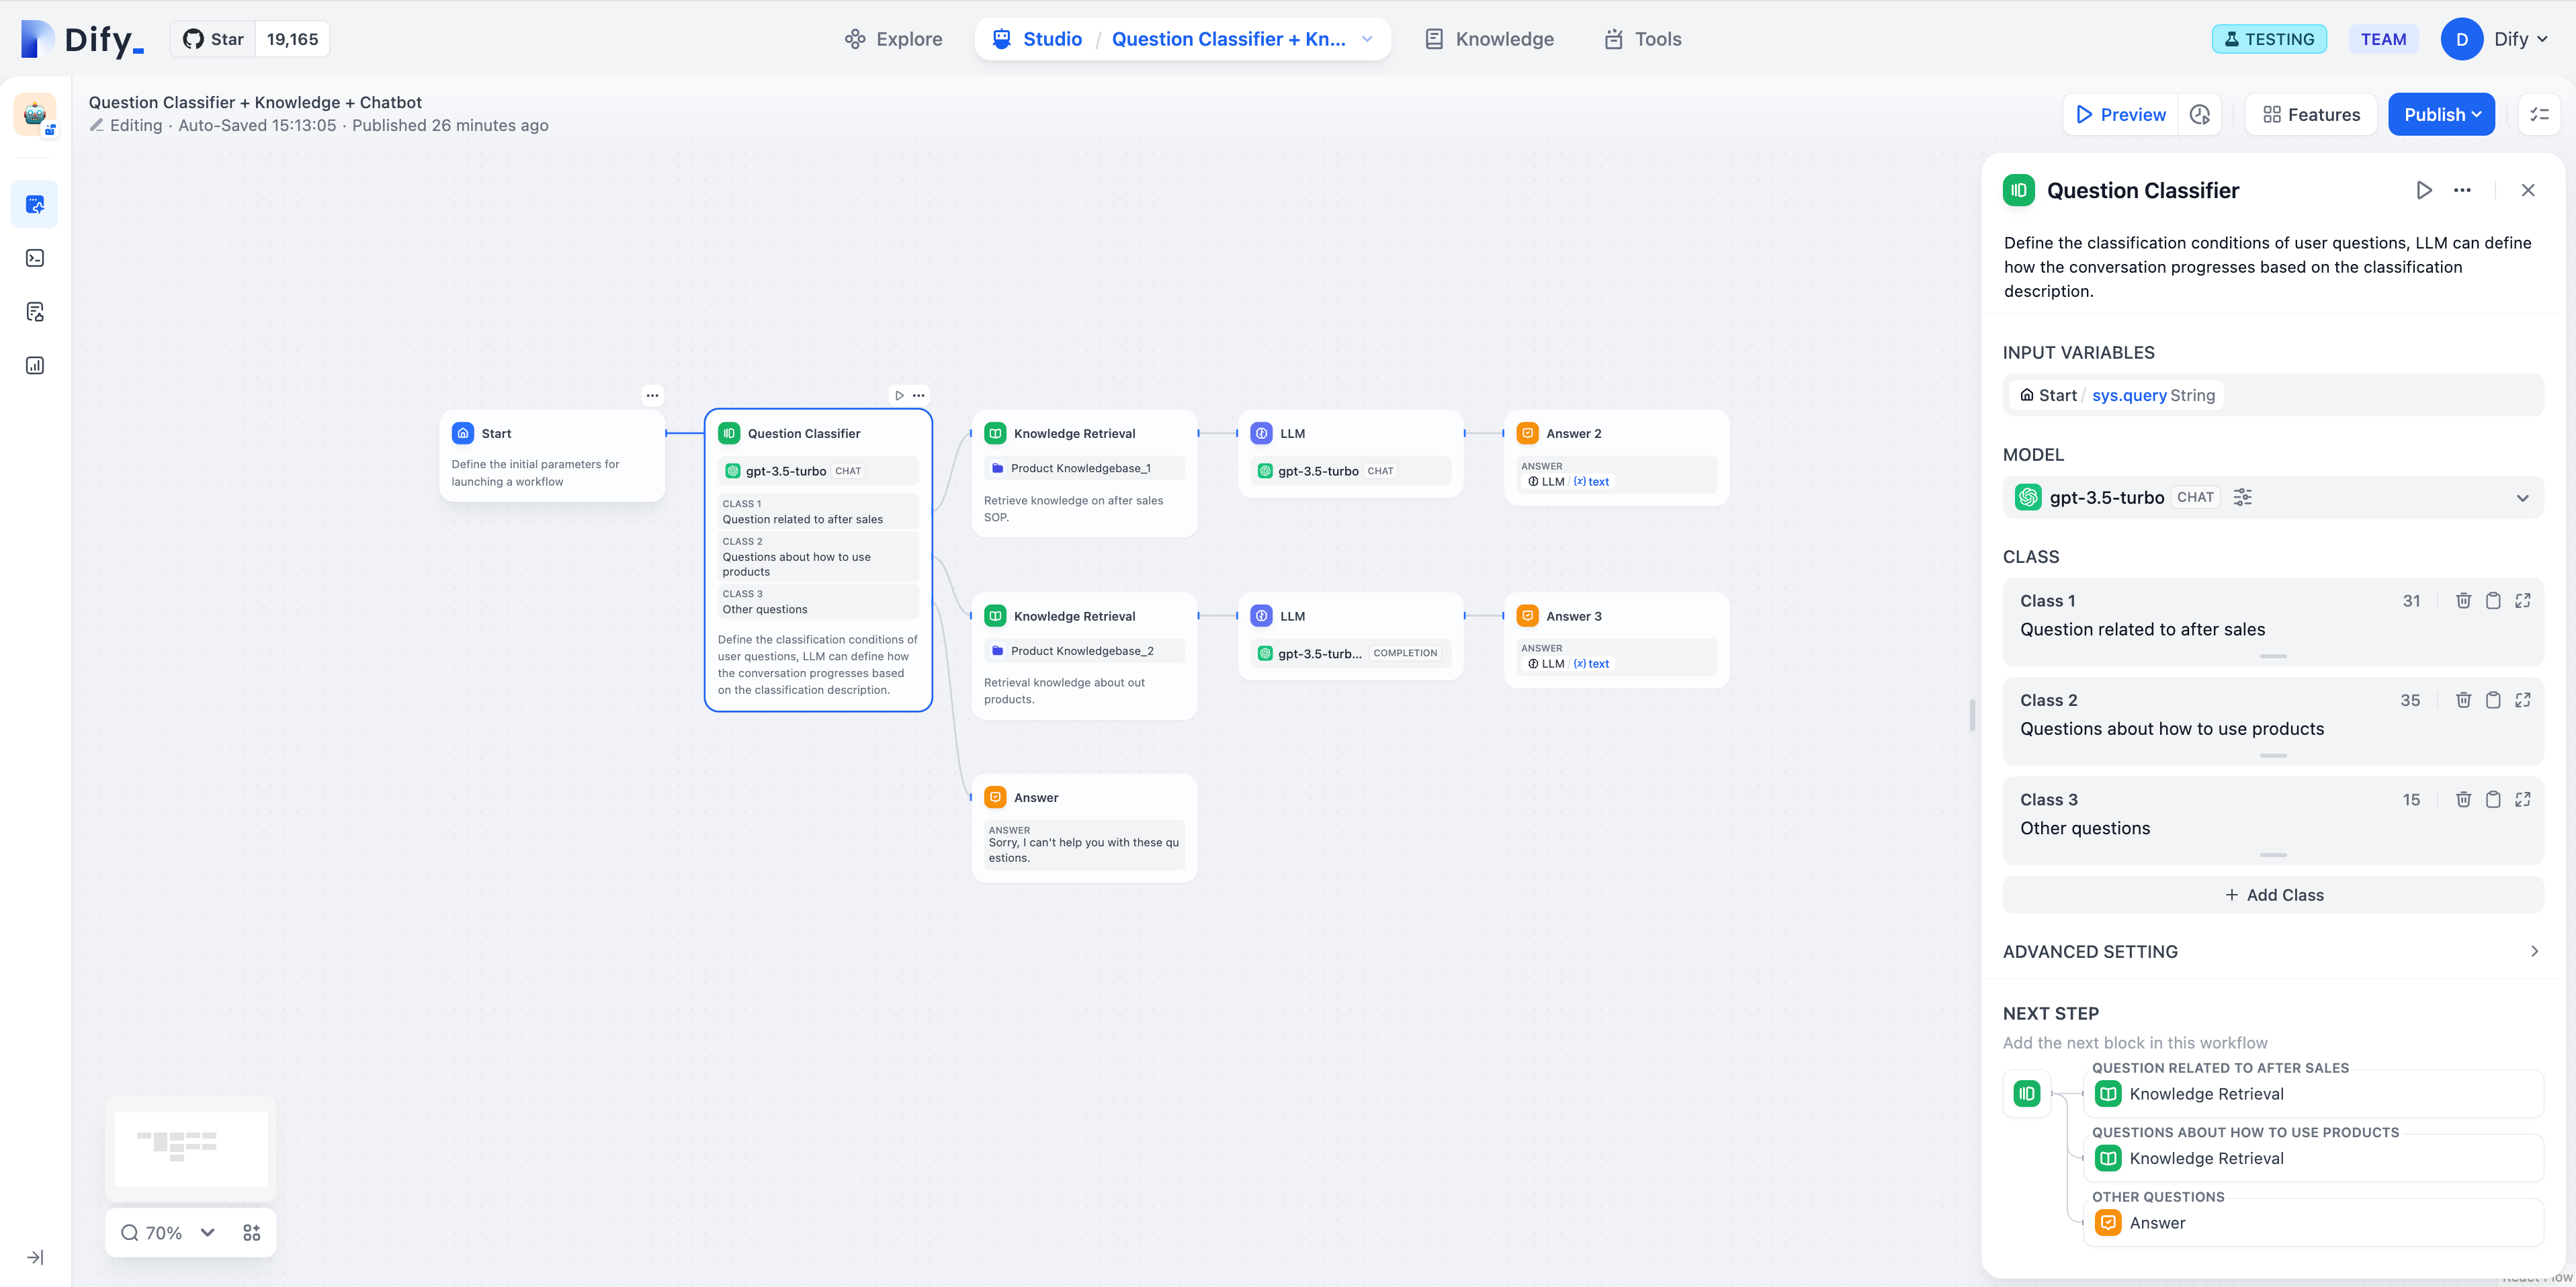 Dify_
Star 19,165
Explore
Studio / Question Classifier + Kn...
Knowledge
Tools
TESTING
TEAM
D Dify
Question Classifier + Knowledge + Chatbot
Editing · Auto-Saved 15:13:05 · Published 26 minutes ago
Preview
Features
Publish
Start
Define the initial parameters for
launching a workflow
Question Classifier
gpt-3.5-turbo CHAT
CLASS 1
Question related to after sales
CLASS 2
Questions about how to use
products
CLASS 3
Other questions
Define the classification conditions of
user questions, LLM can define how
the conversation progresses based
on the classification description.
Knowledge Retrieval
Product Knowledgebase_1
Retrieve knowledge on after sales
SOP.
LLM
gpt-3.5-turbo CHAT
Answer 2
ANSWER
LLM / (x) text
Knowledge Retrieval
Product Knowledgebase_2
Retrieval knowledge about out
products.
LLM
gpt-3.5-turb... COMPLETION
Answer 3
ANSWER
LLM / (x) text
Answer
ANSWER
Sorry, I can't help you with these qu
estions.
70%
Question Classifier
Define the classification conditions of user questions, LLM can define
how the conversation progresses based on the classification
description.
INPUT VARIABLES
Start / sys.query String
MODEL
gpt-3.5-turbo CHAT
CLASS
Class 1 31
Question related to after sales
Class 2 35
Questions about how to use products
Class 3 15
Other questions
+ Add Class
ADVANCED SETTING
NEXT STEP
Add the next block in this workflow
QUESTION RELATED TO AFTER SALES
Knowledge Retrieval
QUESTIONS ABOUT HOW TO USE PRODUCTS
Knowledge Retrieval
OTHER QUESTIONS
Answer
React Flow